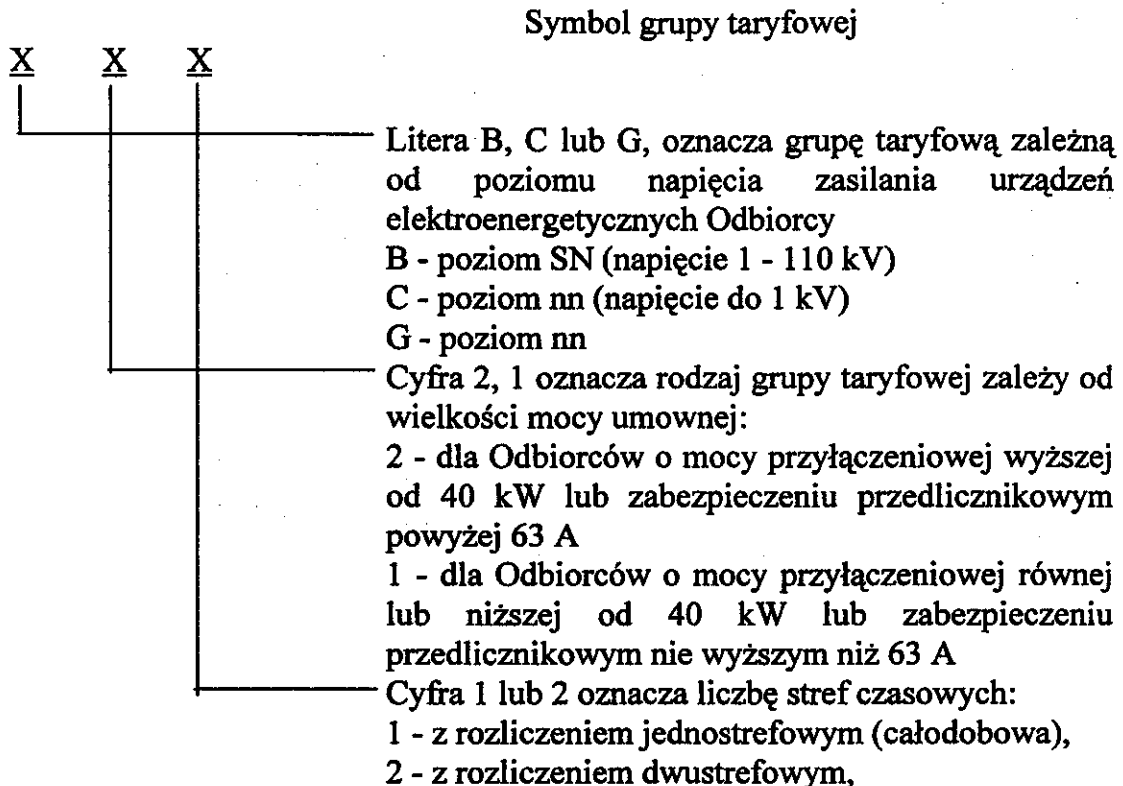 Symbol grupy taryfowej
X X X
Litera B, C lub G, oznacza grupę taryfową zależną
od poziomu napięcia zasilania urządzeń
elektroenergetycznych Odbiorcy
B - poziom SN (napięcie 1 - 110 kV)
C - poziom nn (napięcie do 1 kV)
G - poziom nn
Cyfra 2, 1 oznacza rodzaj grupy taryfowej zależy od
wielkości mocy umownej:
2 - dla Odbiorców o mocy przyłączeniowej wyższej
od 40 kW lub zabezpieczeniu przedlicznikowym
powyżej 63 A
1 - dla Odbiorców o mocy przyłączeniowej równej
lub niższej od 40 kW lub zabezpieczeniu
przedlicznikowym nie wyższym niż 63 A
Cyfra 1 lub 2 oznacza liczbę stref czasowych:
1 - z rozliczeniem jednostrefowym (całodobowa),
2 - z rozliczeniem dwustrefowym,